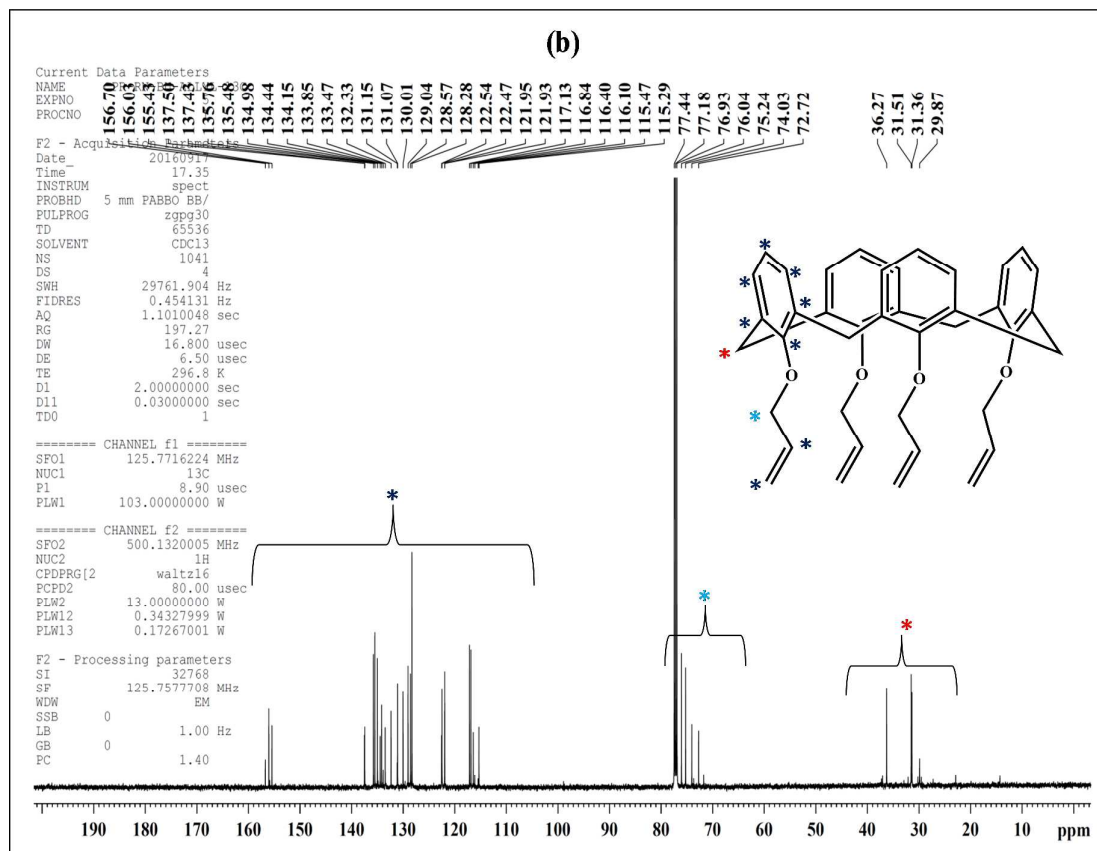 (b)
156.70
156.03
155.43
137.50
137.43
135.76
135.48
134.98
134.44
134.15
133.85
133.47
132.33
131.15
131.07
130.01
129.04
128.57
128.28
122.54
122.47
121.95
121.93
117.13
116.84
116.40
116.10
115.47
115.29
77.44
77.18
76.93
76.04
75.24
74.03
72.72
36.27
31.51
31.36
29.87
Current Data Parameters
NAME
EXPNO
PROCNO
F2 - Acquisition Parameters
Date_ 20160917
Time 17.35
INSTRUM spect
PROBHD 5 mm PABBO BB/
PULPROG zgpg30
TD 65536
SOLVENT CDCl3
NS 1041
DS 4
SWH 29761.904 Hz
FIDRES 0.454131 Hz
AQ 1.1010048 sec
RG 197.27
DW 16.800 usec
DE 6.50 usec
TE 296.8 K
D1 2.00000000 sec
D11 0.03000000 sec
TD0 1
======== CHANNEL f1 ========
SFO1 125.7716224 MHz
NUC1 13C
P1 8.90 usec
PLW1 103.00000000 W
======== CHANNEL f2 ========
SFO2 500.1320005 MHz
NUC2 1H
CPDPRG[2 waltz16
PCPD2 80.00 usec
PLW2 13.00000000 W
PLW12 0.34327999 W
PLW13 0.17267001 W
F2 - Processing parameters
SI 32768
SF 125.7577708 MHz
WDW EM
SSB 0
LB 1.00 Hz
GB 0
PC 1.40
* * * * * * *
O O O O
* * *
*
*
*
190 180 170 160 150 140 130 120 110 100 90 80 70 60 50 40 30 20 10 ppm